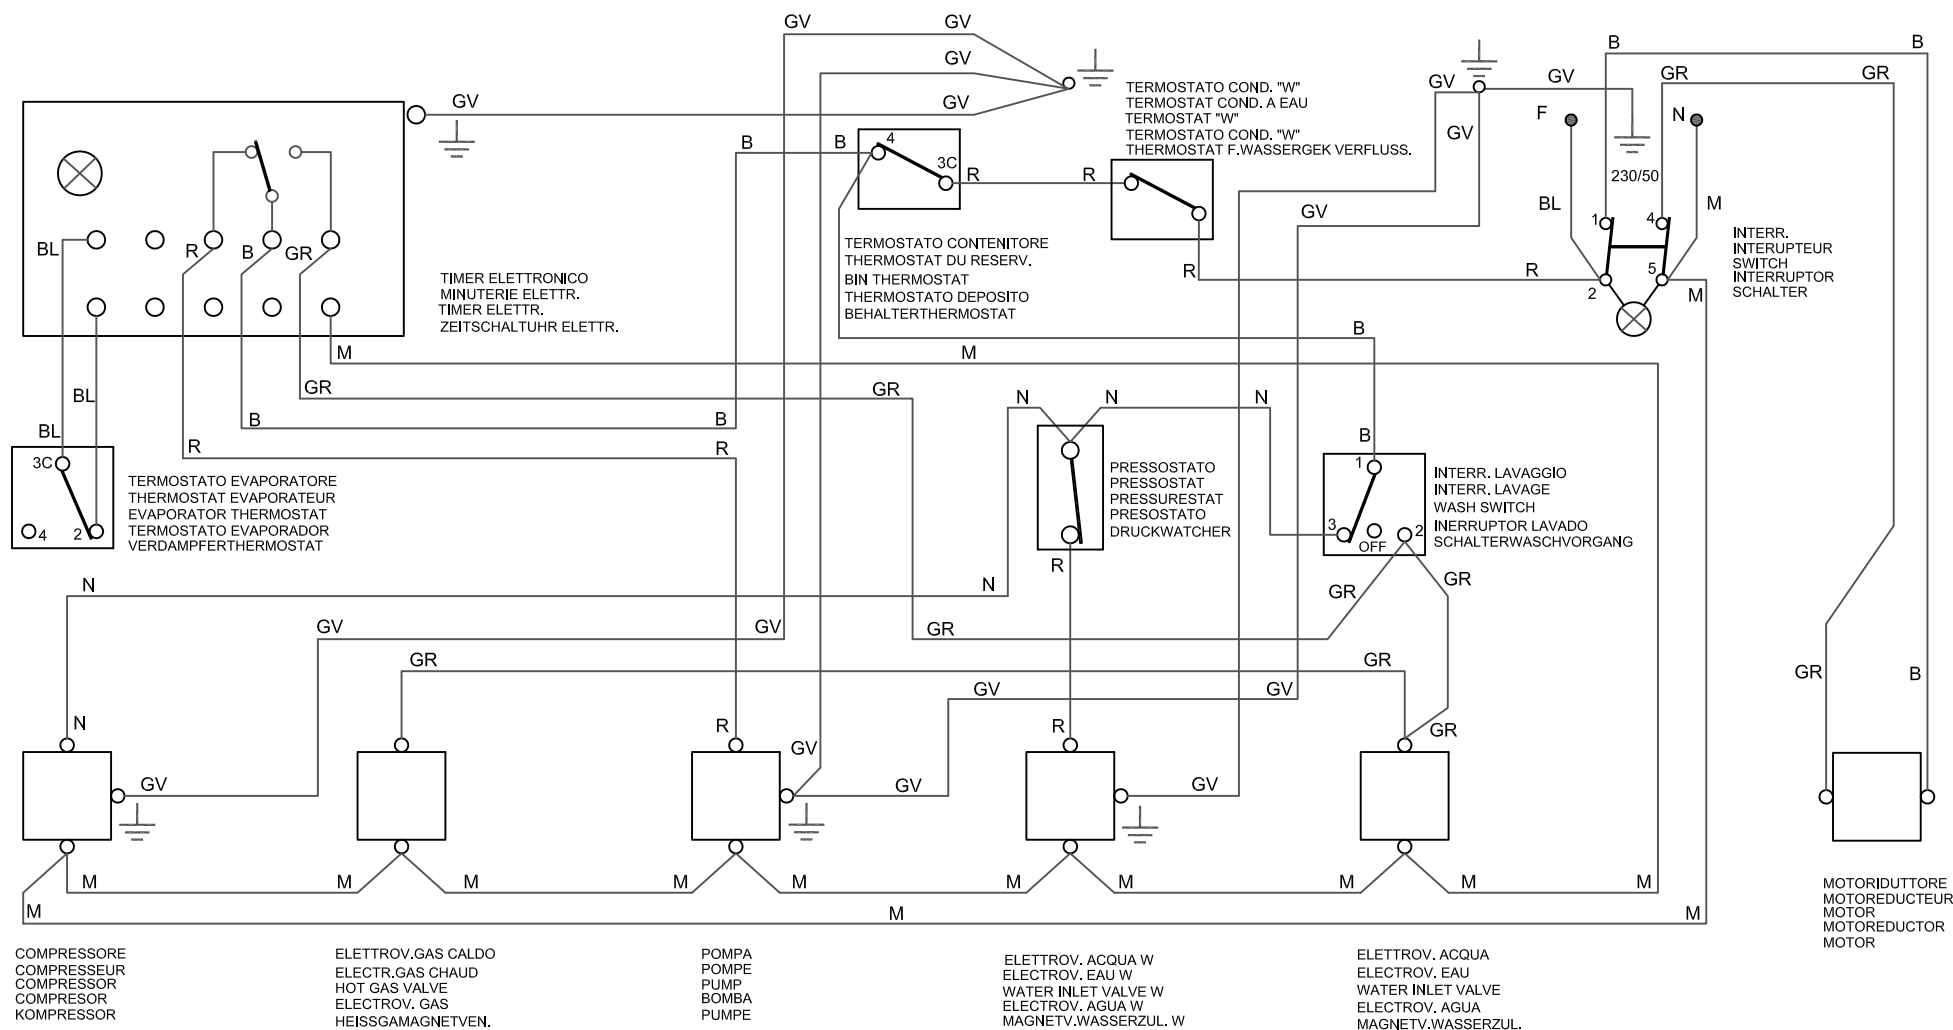 GV
GV
B
B
GV
GR
GR
GV
GV
GV
GV
TERMOSTATO COND. "W"
TERMOSTAT COND. A EAU
TERMOSTAT "W"
TERMOSTATO COND. "W"
THERMOSTAT F.WASSERGEK VERFLUSS.
F
N
GV
B
B
4
3C
R
R
230/50
BL
M
GV
1
4
INTERR.
INTERUPTEUR
SWITCH
INTERRUPTOR
SCHALTER
BL
R
B
GR
TERMOSTATO CONTENITORE
THERMOSTAT DU RESERV.
BIN THERMOSTAT
THERMOSTATO DEPOSITO
BEHALTERTHERMOSTAT
R
R
5
2
M
TIMER ELETTRONICO
MINUTERIE ELETTR.
TIMER ELETTR.
ZEITSCHALTUHR ELETTR.
B
M
M
GR
GR
BL
N
N
N
B
B
BL
R
R
B
3C
4
2
TERMOSTATO EVAPORATORE
THERMOSTAT EVAPORATEUR
EVAPORATOR THERMOSTAT
TERMOSTATO EVAPORADOR
VERDAMPFERTHERMOSTAT
PRESSOSTATO
PRESSOSTAT
PRESSURESTAT
PRESOSTATO
DRUCKWATCHER
1
3
2
OFF
INTERR. LAVAGGIO
INTERR. LAVAGE
WASH SWITCH
INERRUPTOR LAVADO
SCHALTERWASCHVORGANG
R
N
N
GR
GR
GV
GV
GR
GR
GR
GR
B
GV
GV
N
R
R
GR
GV
GV
GV
GV
M
M
M
M
M
M
M
M
M
M
M
M
M
COMPRESSORE
COMPRESSEUR
COMPRESSOR
COMPRESOR
KOMPRESSOR
ELETTROV.GAS CALDO
ELECTR.GAS CHAUD
HOT GAS VALVE
ELECTROV. GAS
HEISSGAMAGNETVEN.
POMPA
POMPE
PUMP
BOMBA
PUMPE
ELETTROV. ACQUA W
ELECTROV. EAU W
WATER INLET VALVE W
ELECTROV. AGUA W
MAGNETV.WASSERZUL. W
ELETTROV. ACQUA
ELECTROV. EAU
WATER INLET VALVE
ELECTROV. AGUA
MAGNETV.WASSERZUL.
MOTORIDUTTORE
MOTOREDUCTEUR
MOTOR
MOTOREDUCTOR
MOTOR